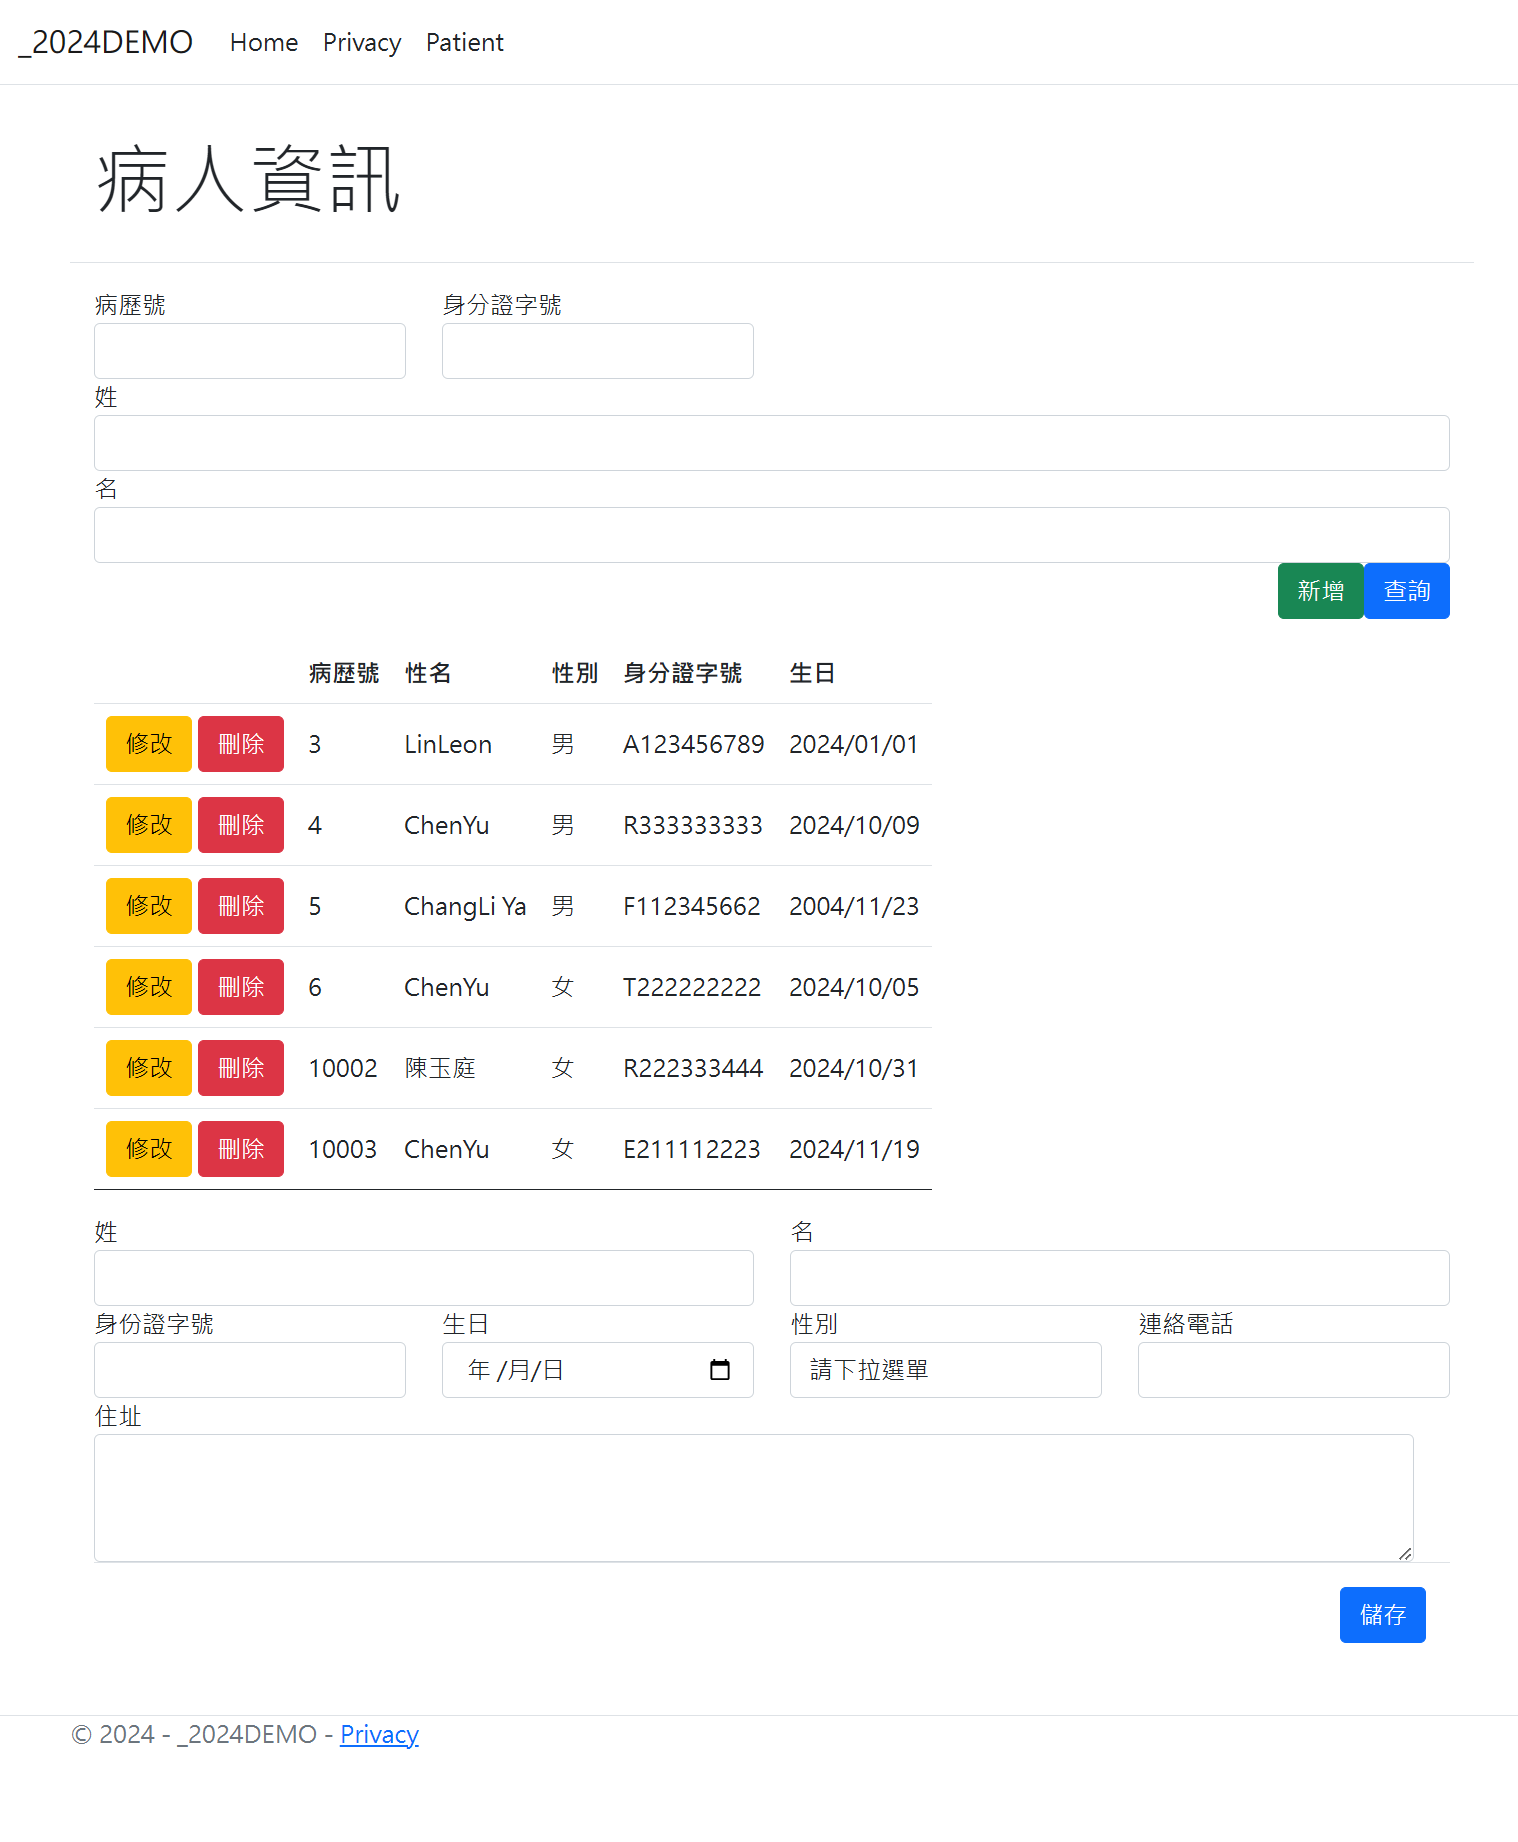 _2024DEMO Home Privacy Patient
病人資訊
病歷號 身分證字號
姓
名
新增 查詢
病歴號 性名 性別 身分證字號 生日
修改 刪除 3 LinLeon 男 A123456789 2024/01/01
修改 刪除 4 ChenYu 男 R333333333 2024/10/09
修改 刪除 5 ChangLi Ya 男 F112345662 2004/11/23
修改 刪除 6 ChenYu 女 T222222222 2024/10/05
修改 刪除 10002 陳玉庭 女 R222333444 2024/10/31
修改 刪除 10003 ChenYu 女 E211112223 2024/11/19
姓 名
身份證字號 生日 性別 連絡電話
年 /月/日 請下拉選單
住址
儲存
© 2024 - _2024DEMO - Privacy